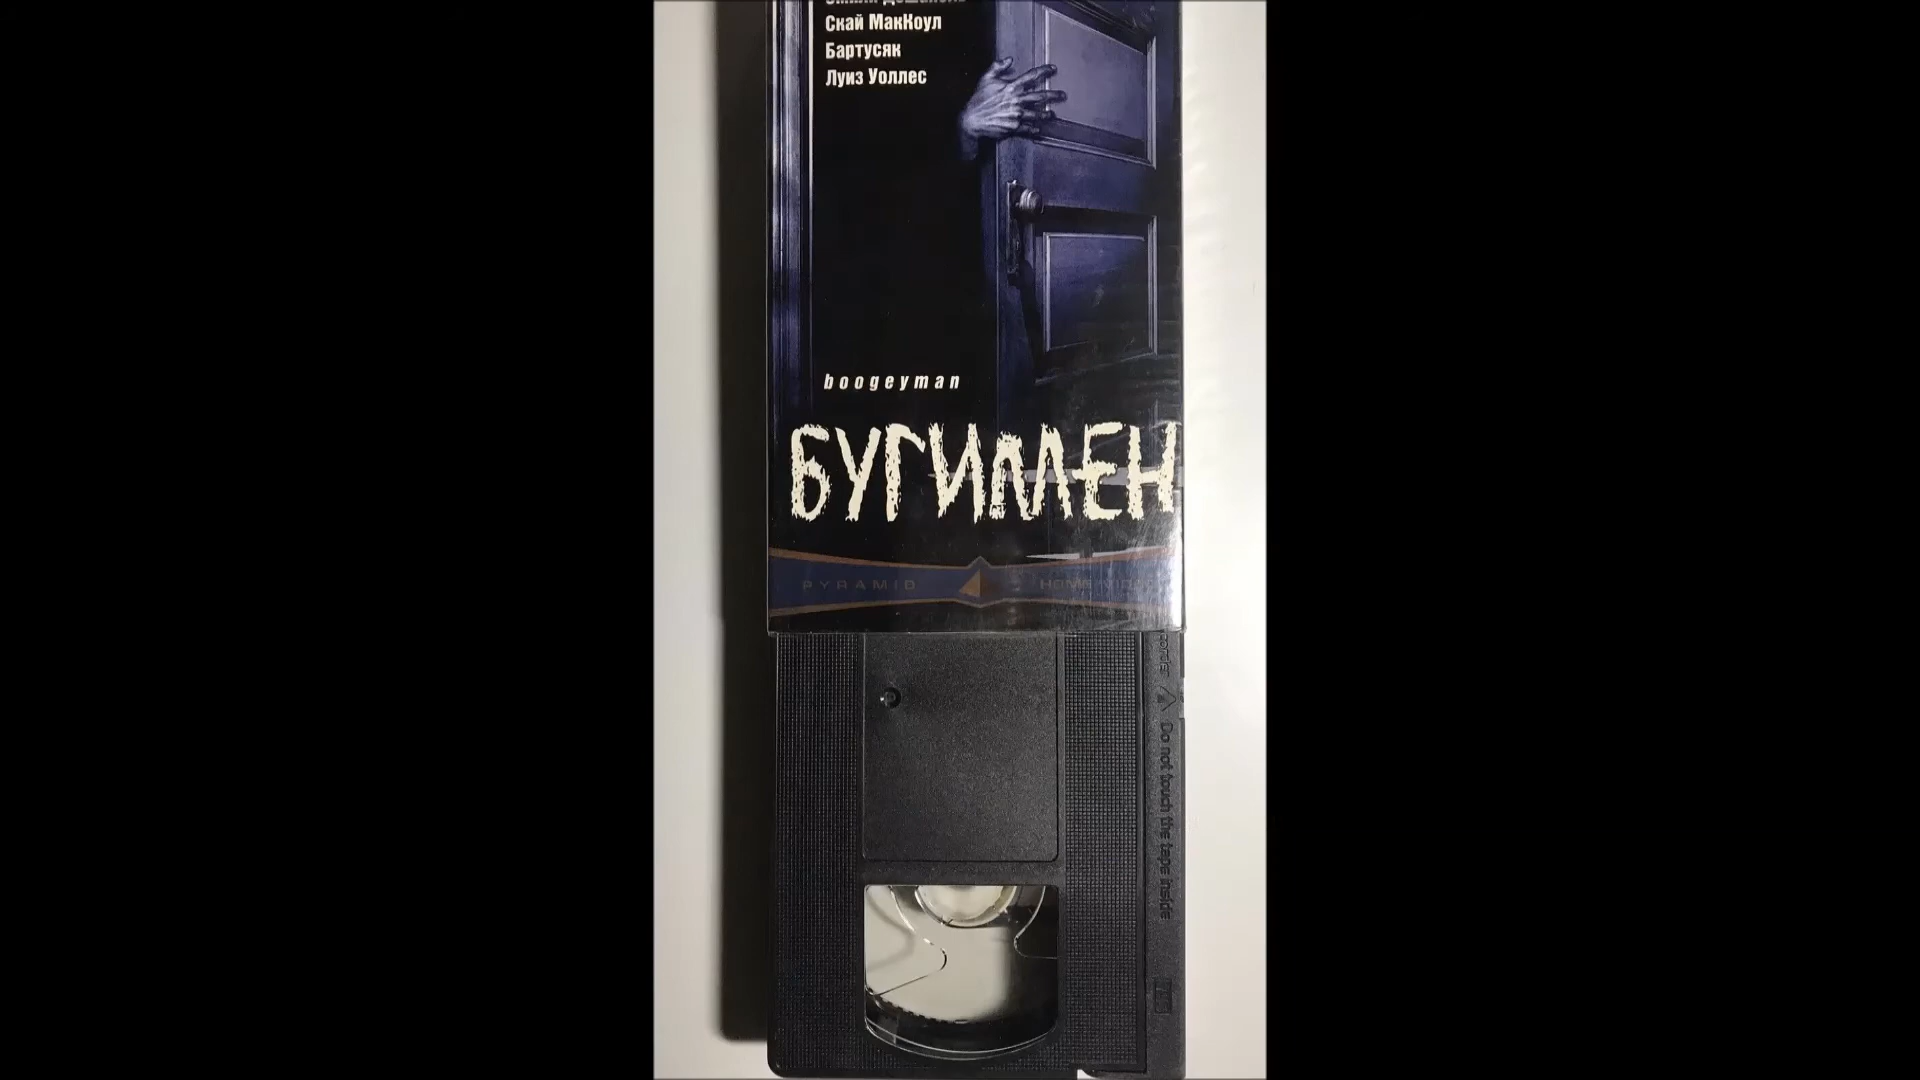 Скай МакКоул
Бартусяк
Луиз Уоллес
boogeyman
БУГИМЕН
PYRAMID HOME VIDEO
Do not touch the tape inside